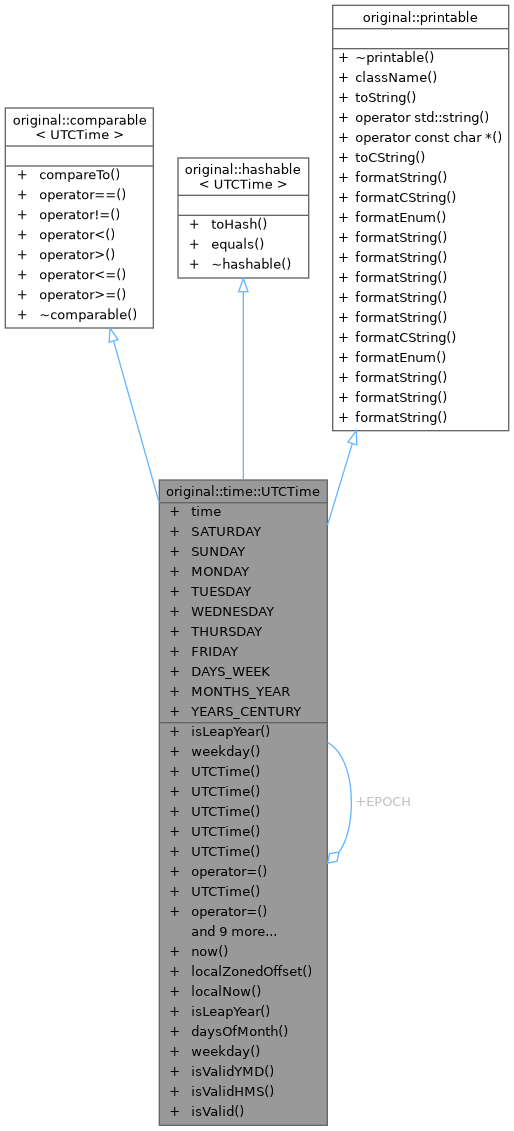 original::printable
+ ~printable()
+ className()
+ toString()
+ operator std::string()
+ operator const char *()
+ toCString()
+ formatString()
+ formatCString()
+ formatEnum()
+ formatString()
+ formatString()
+ formatString()
+ formatString()
+ formatString()
+ formatCString()
+ formatEnum()
+ formatString()
+ formatString()
+ formatString()
original::comparable
< UTCTime >
+ compareTo()
+ operator==()
+ operator!=()
+ operator<()
+ operator>()
+ operator<=()
+ operator>=()
+ ~comparable()
original::hashable
< UTCTime >
+ toHash()
+ equals()
+ ~hashable()
original::time::UTCTime
+ time
+ SATURDAY
+ SUNDAY
+ MONDAY
+ TUESDAY
+ WEDNESDAY
+ THURSDAY
+ FRIDAY
+ DAYS_WEEK
+ MONTHS_YEAR
+ YEARS_CENTURY
+ isLeapYear()
+ weekday()
+ UTCTime()
+ UTCTime()
+ UTCTime()
+ UTCTime()
+ UTCTime()
+ operator=()
+ UTCTime()
+ operator=()
and 9 more...
+ now()
+ localZonedOffset()
+ localNow()
+ isLeapYear()
+ daysOfMonth()
+ weekday()
+ isValidYMD()
+ isValidHMS()
+ isValid()
+EPOCH